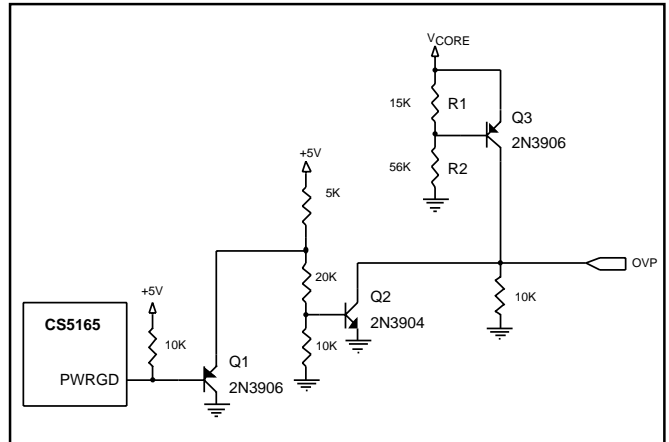 VCORE
15K
R1
Q3
2N3906
+5V
56K
R2
5K
OVP
20K
+5V
Q2
10K
CS5165
2N3904
10K
10K
Q1
PWRGD
2N3906